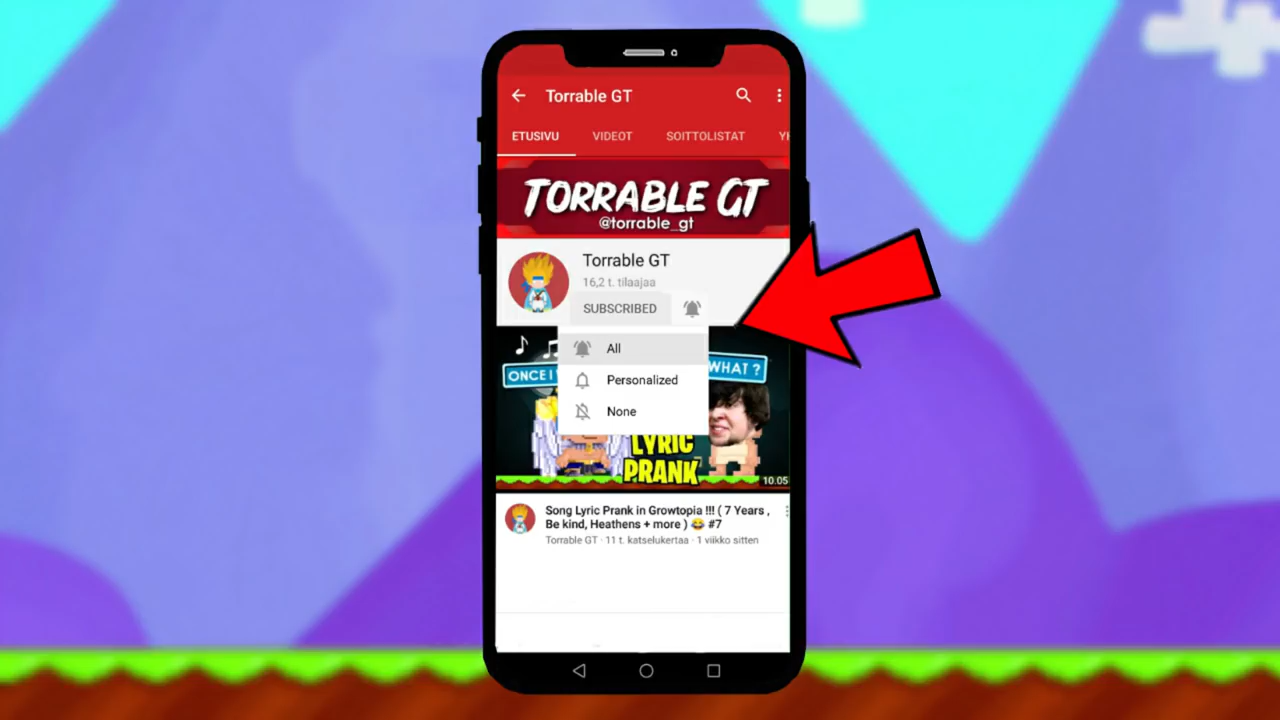 Torrable GT
ETUSIVU VIDEOT SOITTOLISTAT
TORRABLE GT
@torrable_gt
Torrable GT
16,2 t. tilaajaa
SUBSCRIBED
All
Personalized
None
WHAT ?
LYRIC
PRANK
10.05
Song Lyric Prank in Growtopia !!! ( 7 Years ,
Be kind, Heathens + more ) 😂 #7
Torrable GT · 11 t. katselukertaa · 1 viikko sitten